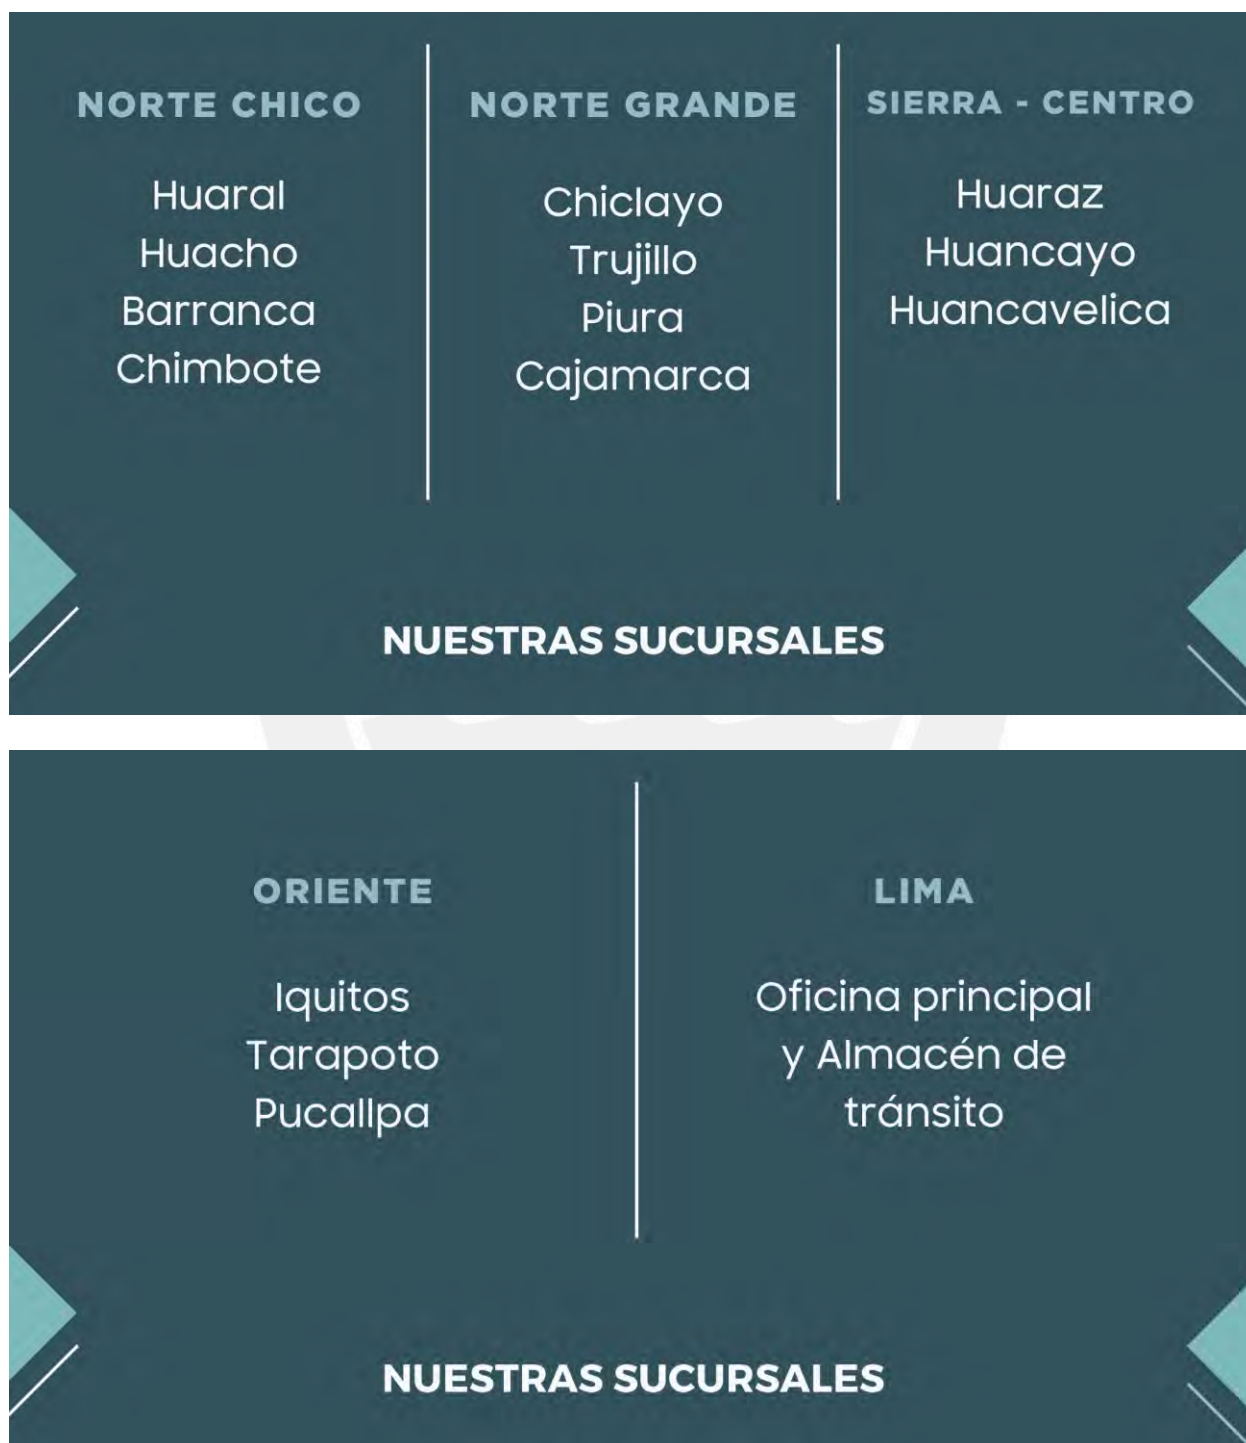 NORTE CHICO
Huaral
Huacho
Barranca
Chimbote
NORTE GRANDE
Chiclayo
Trujillo
Piura
Cajamarca
SIERRA - CENTRO
Huaraz
Huancayo
Huancavelica
NUESTRAS SUCURSALES
ORIENTE
Iquitos
Tarapoto
Pucallpa
LIMA
Oficina principal
y Almacén de
tránsito
NUESTRAS SUCURSALES